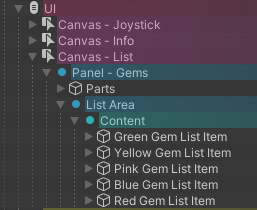 UI
Canvas - Joystick
Canvas - Info
Canvas - List
Panel - Gems
Parts
List Area
Content
Green Gem List Item
Yellow Gem List Item
Pink Gem List Item
Blue Gem List Item
Red Gem List Item